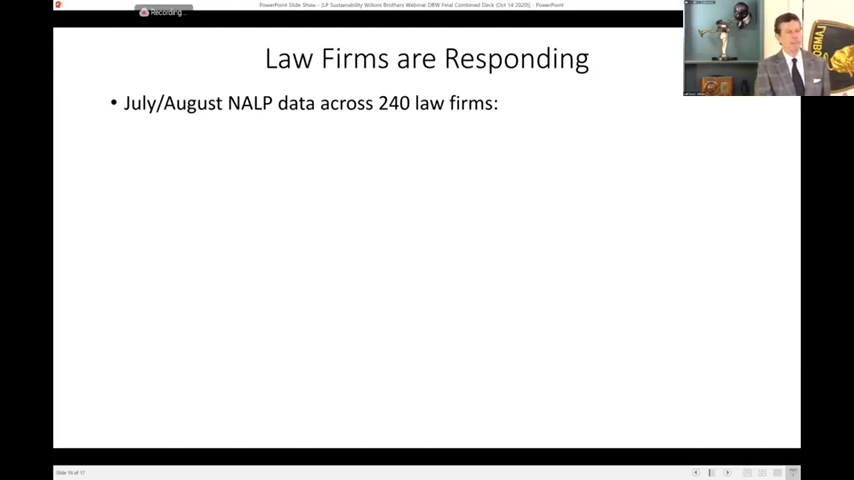 PowerPoint Slide Show - [LP Sustainability Wilkins Brothers Webinar DBW Final Combined Deck (Oct 14 2020)] - PowerPoint
Recording...
Law Firms are Responding
• July/August NALP data across 240 law firms:
LAMBO
Slide 16 of 17